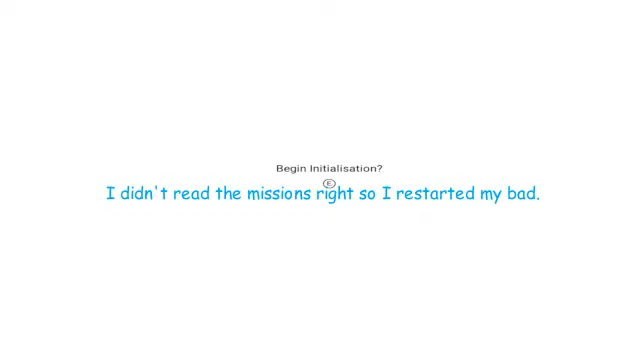 Begin Initialisation?
E
I didn't read the missions right so I restarted my bad.